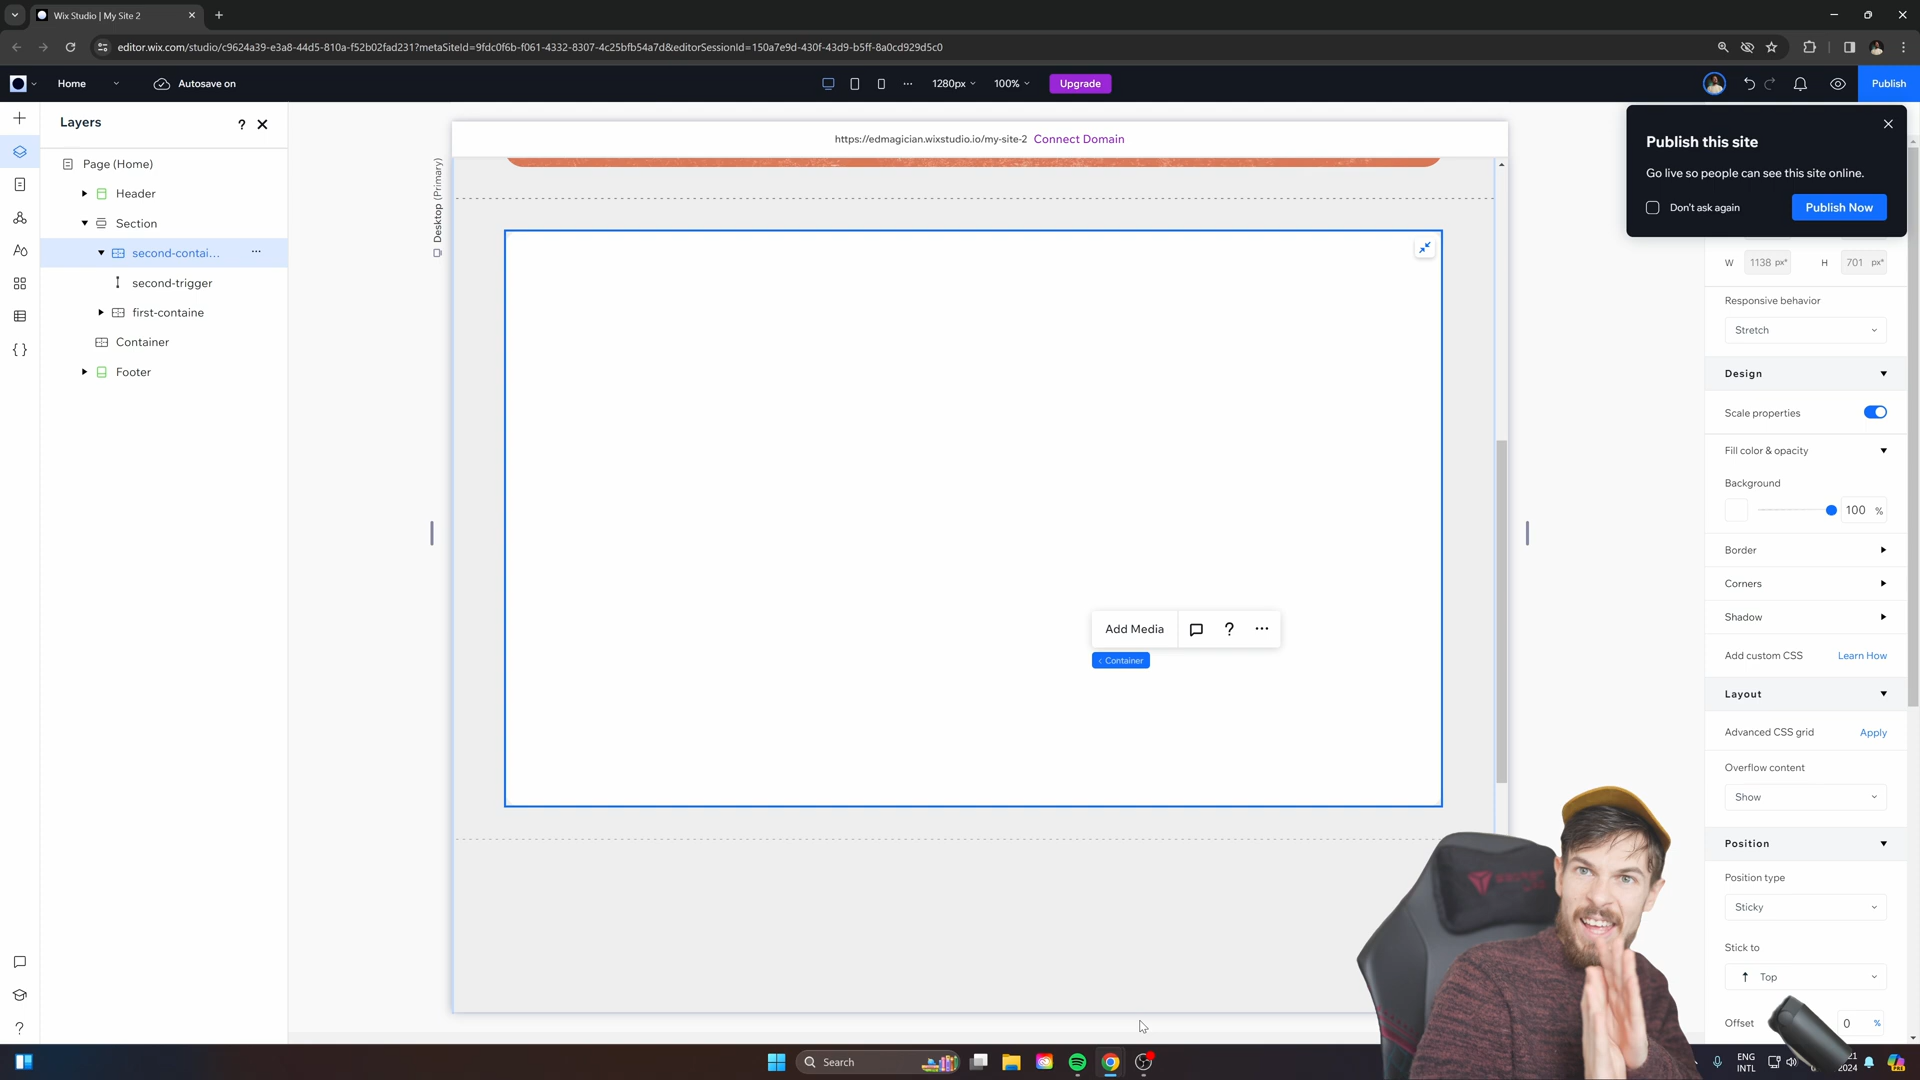 Wix Studio | My Site 2
editor.wix.com/studio/c9624a39-e3a8-44d5-810a-f52b02fad231?metaSiteId=9fdc0f6b-f061-4332-8307-4c25bfb54a7d&editorSessionId=150a7e9d-430f-43d9-b5ff-8a0cd929d5c0
Home
Autosave on
1280px
100%
Upgrade
Publish
Layers
?
Page (Home)
Header
Section
second-contai...
second-trigger
first-containe
Container
Footer
?
Desktop (Primary)
https://edmagician.wixstudio.io/my-site-2 Connect Domain
Add Media
?
< Container
Publish this site
Go live so people can see this site online.
Don't ask again
Publish Now
W 1138 px* H 701 px*
Responsive behavior
Stretch
Design
Scale properties
Fill color & opacity
Background
100 %
Border
Corners
Shadow
Add custom CSS Learn How
Layout
Advanced CSS grid Apply
Overflow content
Show
Position
Position type
Sticky
Stick to
Top
Offset 0 %
Search
ENG
INTL
21
2024
PRE